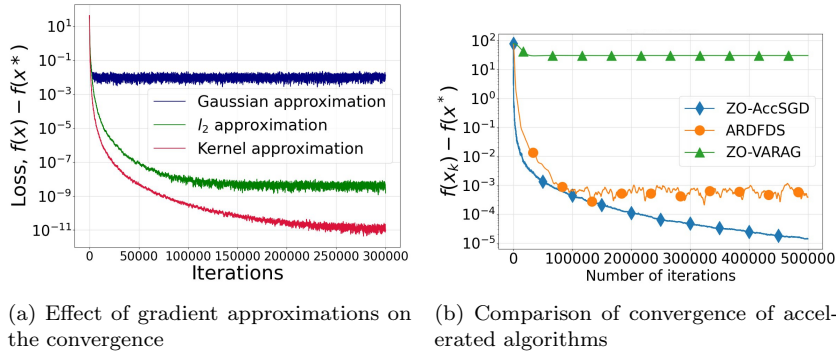 10^1
10^-1
10^-3
10^-5
10^-7
10^-9
10^-11
Loss, f(x) − f(x*)
Gaussian approximation
l_2 approximation
Kernel approximation
0 50000 100000 150000 200000 250000 300000
Iterations
(a) Effect of gradient approximations on
the convergence
10^2
10^1
10^0
10^-1
10^-2
10^-3
10^-4
10^-5
f(x_k) − f(x*)
ZO-AccSGD
ARDFDS
ZO-VARAG
0 100000 200000 300000 400000 500000
Number of iterations
(b) Comparison of convergence of accel-
erated algorithms